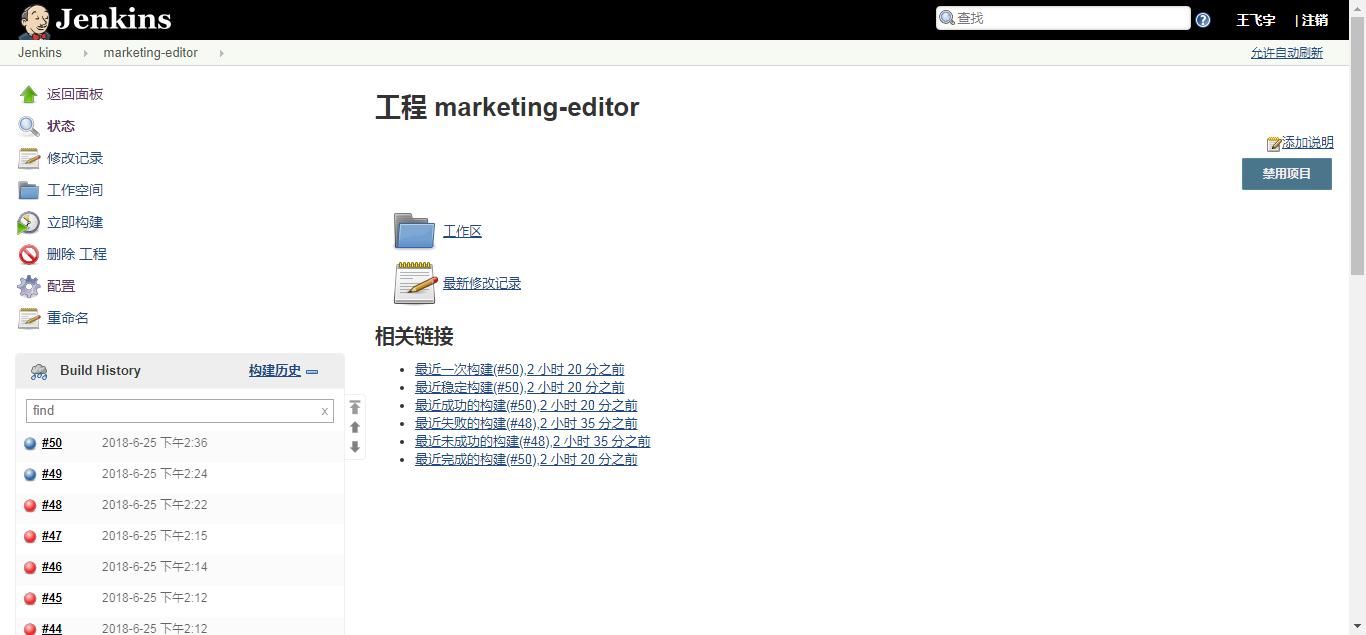 Jenkins
查找
王飞宇 | 注销
Jenkins marketing-editor
允许自动刷新
返回面板
状态
修改记录
工作空间
立即构建
删除 工程
配置
重命名
工程 marketing-editor
添加说明
禁用项目
工作区
最新修改记录
相关链接
最近一次构建(#50),2 小时 20 分之前
最近稳定构建(#50),2 小时 20 分之前
最近成功的构建(#50),2 小时 20 分之前
最近失败的构建(#48),2 小时 35 分之前
最近未成功的构建(#48),2 小时 35 分之前
最近完成的构建(#50),2 小时 20 分之前
Build History 构建历史
find x
#50 2018-6-25 下午2:36
#49 2018-6-25 下午2:24
#48 2018-6-25 下午2:22
#47 2018-6-25 下午2:15
#46 2018-6-25 下午2:14
#45 2018-6-25 下午2:12
#44 2018-6-25 下午2:12